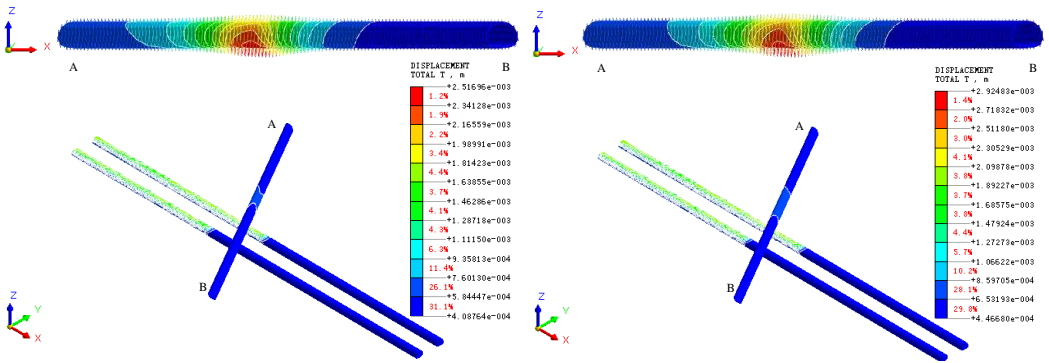 Z
X
A
B
DISPLACEMENT
TOTAL T , m
+2.51696e-003
1.2%
+2.34128e-003
1.9%
+2.16559e-003
2.2%
+1.98991e-003
3.4%
+1.81423e-003
4.4%
+1.63855e-003
3.7%
+1.46286e-003
4.1%
+1.28718e-003
4.3%
+1.11150e-003
6.3%
+9.35813e-004
11.4%
+7.60130e-004
26.1%
+5.84447e-004
31.1%
+4.08764e-004
A
B
Z
Y
X
Z
X
A
B
DISPLACEMENT
TOTAL T , m
+2.92483e-003
1.4%
+2.71832e-003
2.0%
+2.51180e-003
3.0%
+2.30529e-003
4.1%
+2.09878e-003
3.8%
+1.89227e-003
3.7%
+1.68575e-003
3.8%
+1.47924e-003
4.4%
+1.27273e-003
5.7%
+1.06622e-003
10.2%
+8.59705e-004
28.1%
+6.53193e-004
29.8%
+4.46680e-004
A
B
Z
Y
X